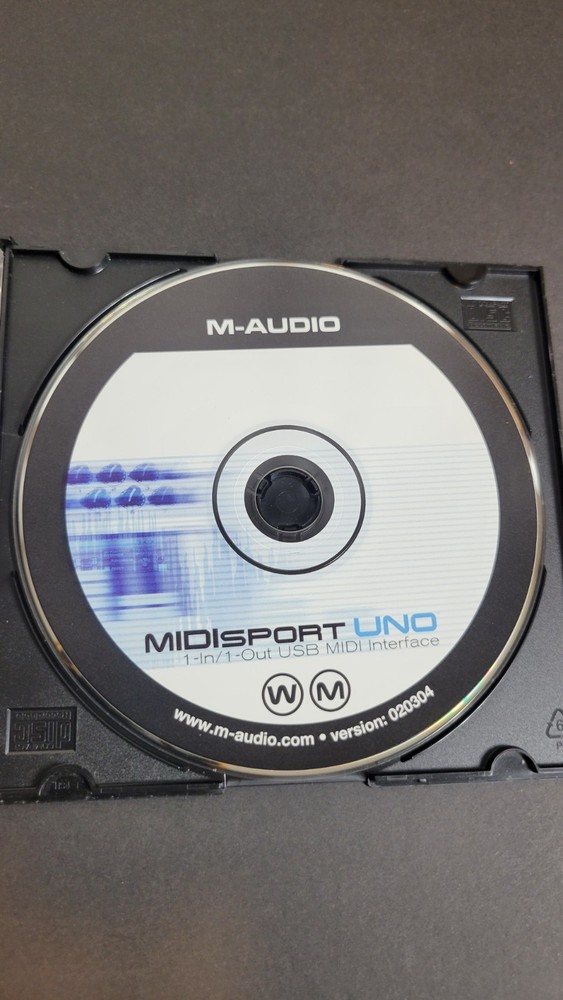 M-AUDIO
MIDISPORT UNO
1-In/1-Out USB MIDI Interface
W M
www.m-audio.com • version: 020304